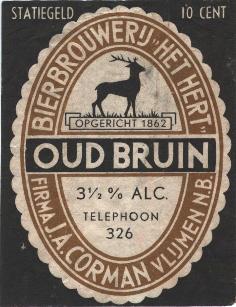 STATIEGELD 10 CENT
BIERBROUWERIJ "HET HERT"
OPGERICHT 1862
OUD BRUIN
3½ % ALC.
TELEPHOON
326
FIRMA J.A. CORMAN VLIJMEN N.B.